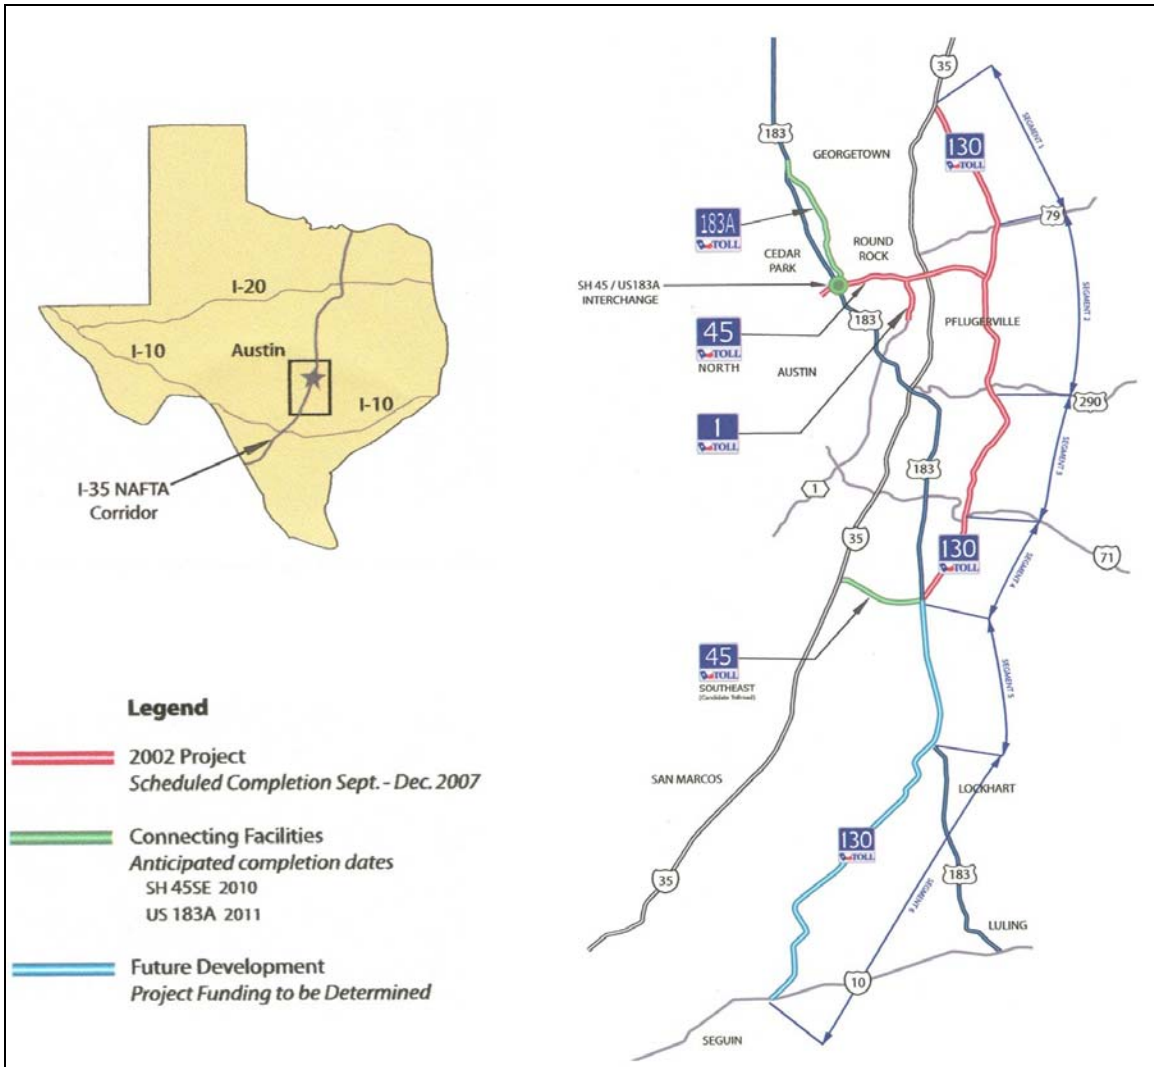 I-20
I-10
Austin
I-10
I-35 NAFTA
Corridor
Legend
2002 Project
Scheduled Completion Sept. - Dec. 2007
Connecting Facilities
Anticipated completion dates
SH 45SE 2010
US 183A 2011
Future Development
Project Funding to be Determined
35
183
130
TOLL
GEORGETOWN
SEGMENT 1
183A
TOLL
79
ROUND
ROCK
CEDAR
PARK
SH 45 / US183A
INTERCHANGE
SEGMENT 2
183
PFLUGERVILLE
45
TOLL
NORTH
AUSTIN
290
1
TOLL
SEGMENT 3
183
1
35
130
TOLL
71
SEGMENT 4
45
TOLL
SOUTHEAST
(Candidate Tollroad)
SEGMENT 5
SAN MARCOS
LOCKHART
130
TOLL
35
183
SEGMENT 6
LULING
10
SEGUIN